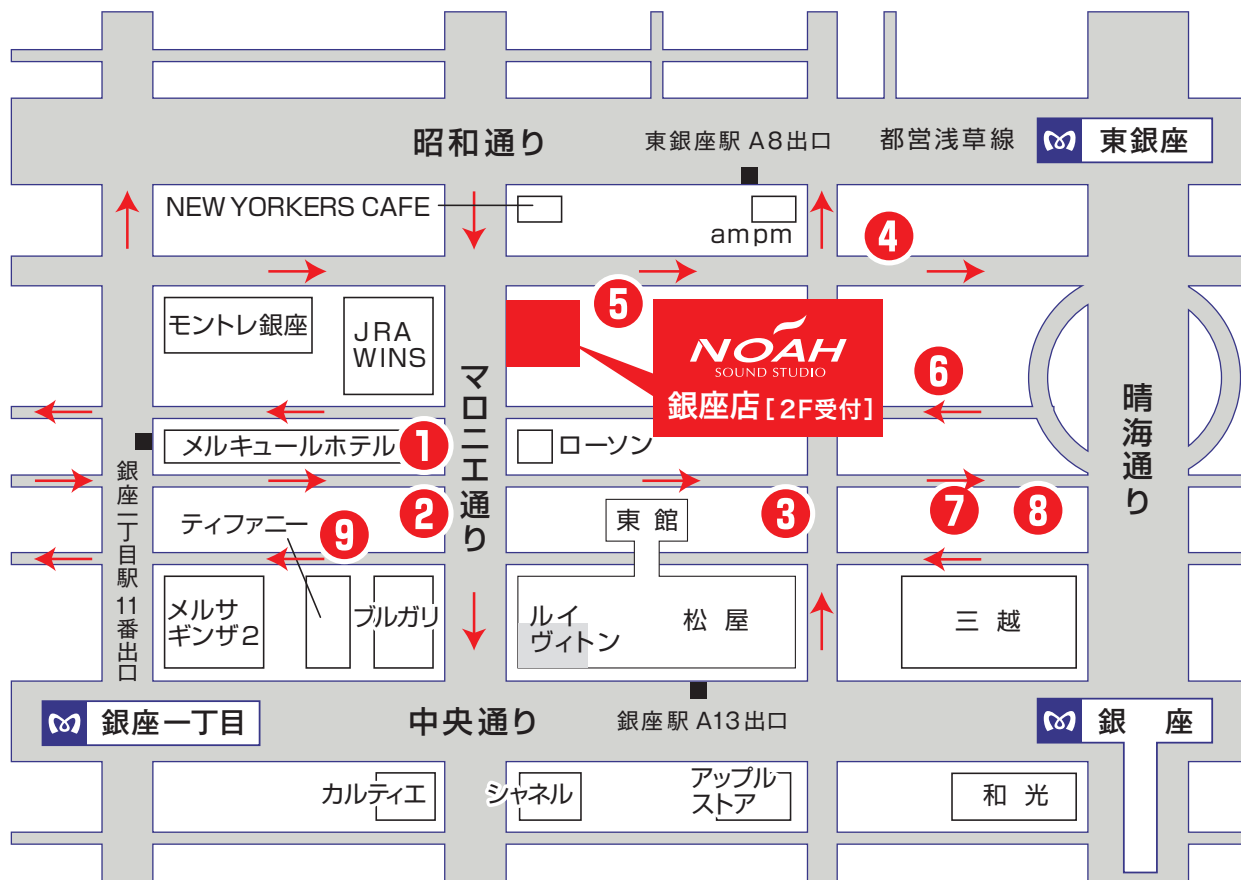 昭和通り
東銀座駅 A8出口
都営浅草線
東銀座
NEW YORKERS CAFE
ampm
4
モントレ銀座
JRA
WINS
5
NOAH
SOUND STUDIO
銀座店[2F受付]
6
マロニエ通り
晴海通り
メルキュールホテル
1
ローソン
銀座一丁目駅 11番出口
ティファニー
9
2
東館
3
7
8
メルサ
ギンザ2
ブルガリ
ルイ
ヴィトン
松屋
三越
銀座一丁目
中央通り
銀座駅 A13出口
銀座
カルティエ
シャネル
アップル
ストア
和光